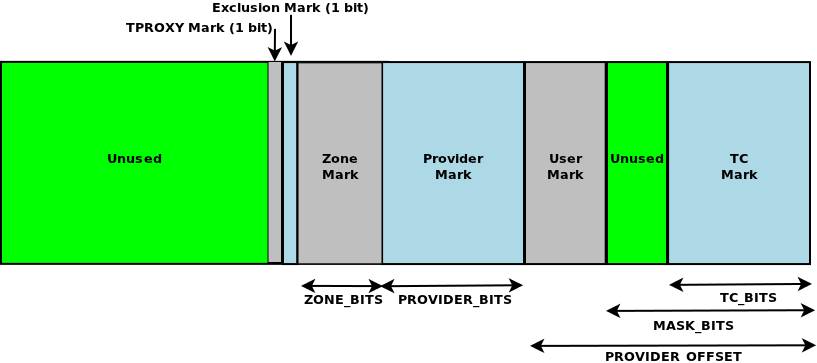 Exclusion Mark (1 bit)
TPROXY Mark (1 bit)
Unused
Zone
Mark
Provider
Mark
User
Mark
Unused
TC
Mark
ZONE_BITS
PROVIDER_BITS
TC_BITS
MASK_BITS
PROVIDER_OFFSET